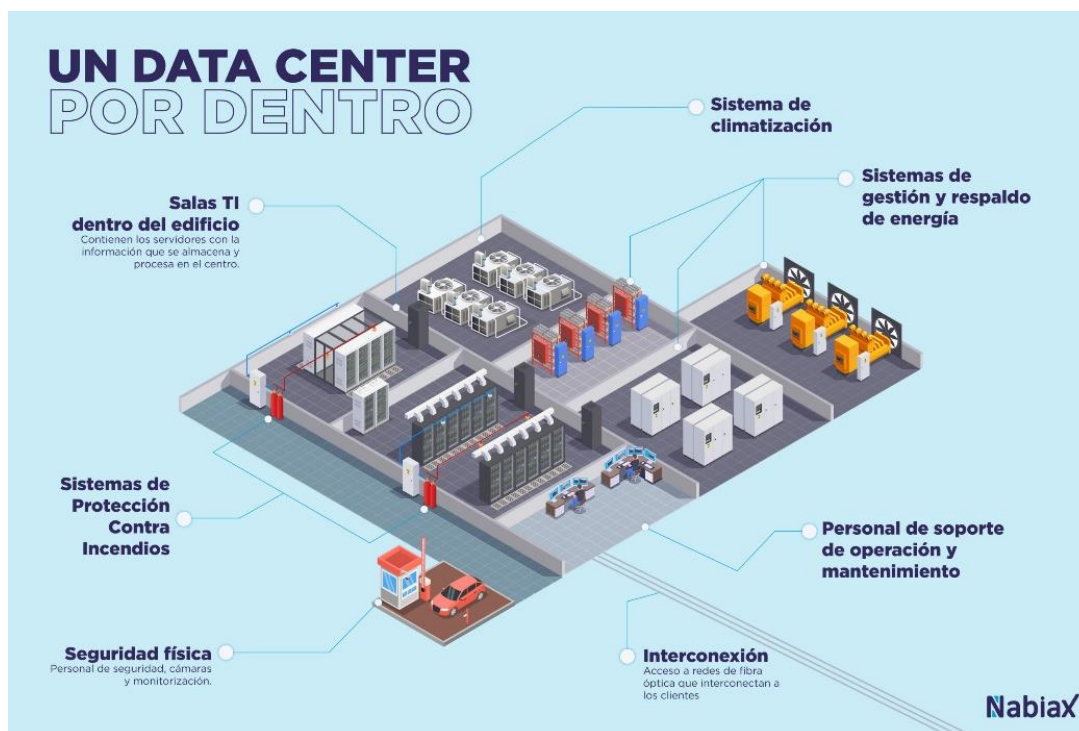 UN DATA CENTER
POR DENTRO
Sistema de
climatización
Sistemas de
gestión y respaldo
de energía
Salas TI
dentro del edificio
Contienen los servidores con la
información que se almacena y
procesa en el centro.
Sistemas de
Protección
Contra
Incendios
Personal de soporte
de operación y
mantenimiento
Seguridad física
Personal de seguridad, cámaras
y monitorización.
Interconexión
Acceso a redes de fibra
óptica que interconectan a
los clientes
Nabiax